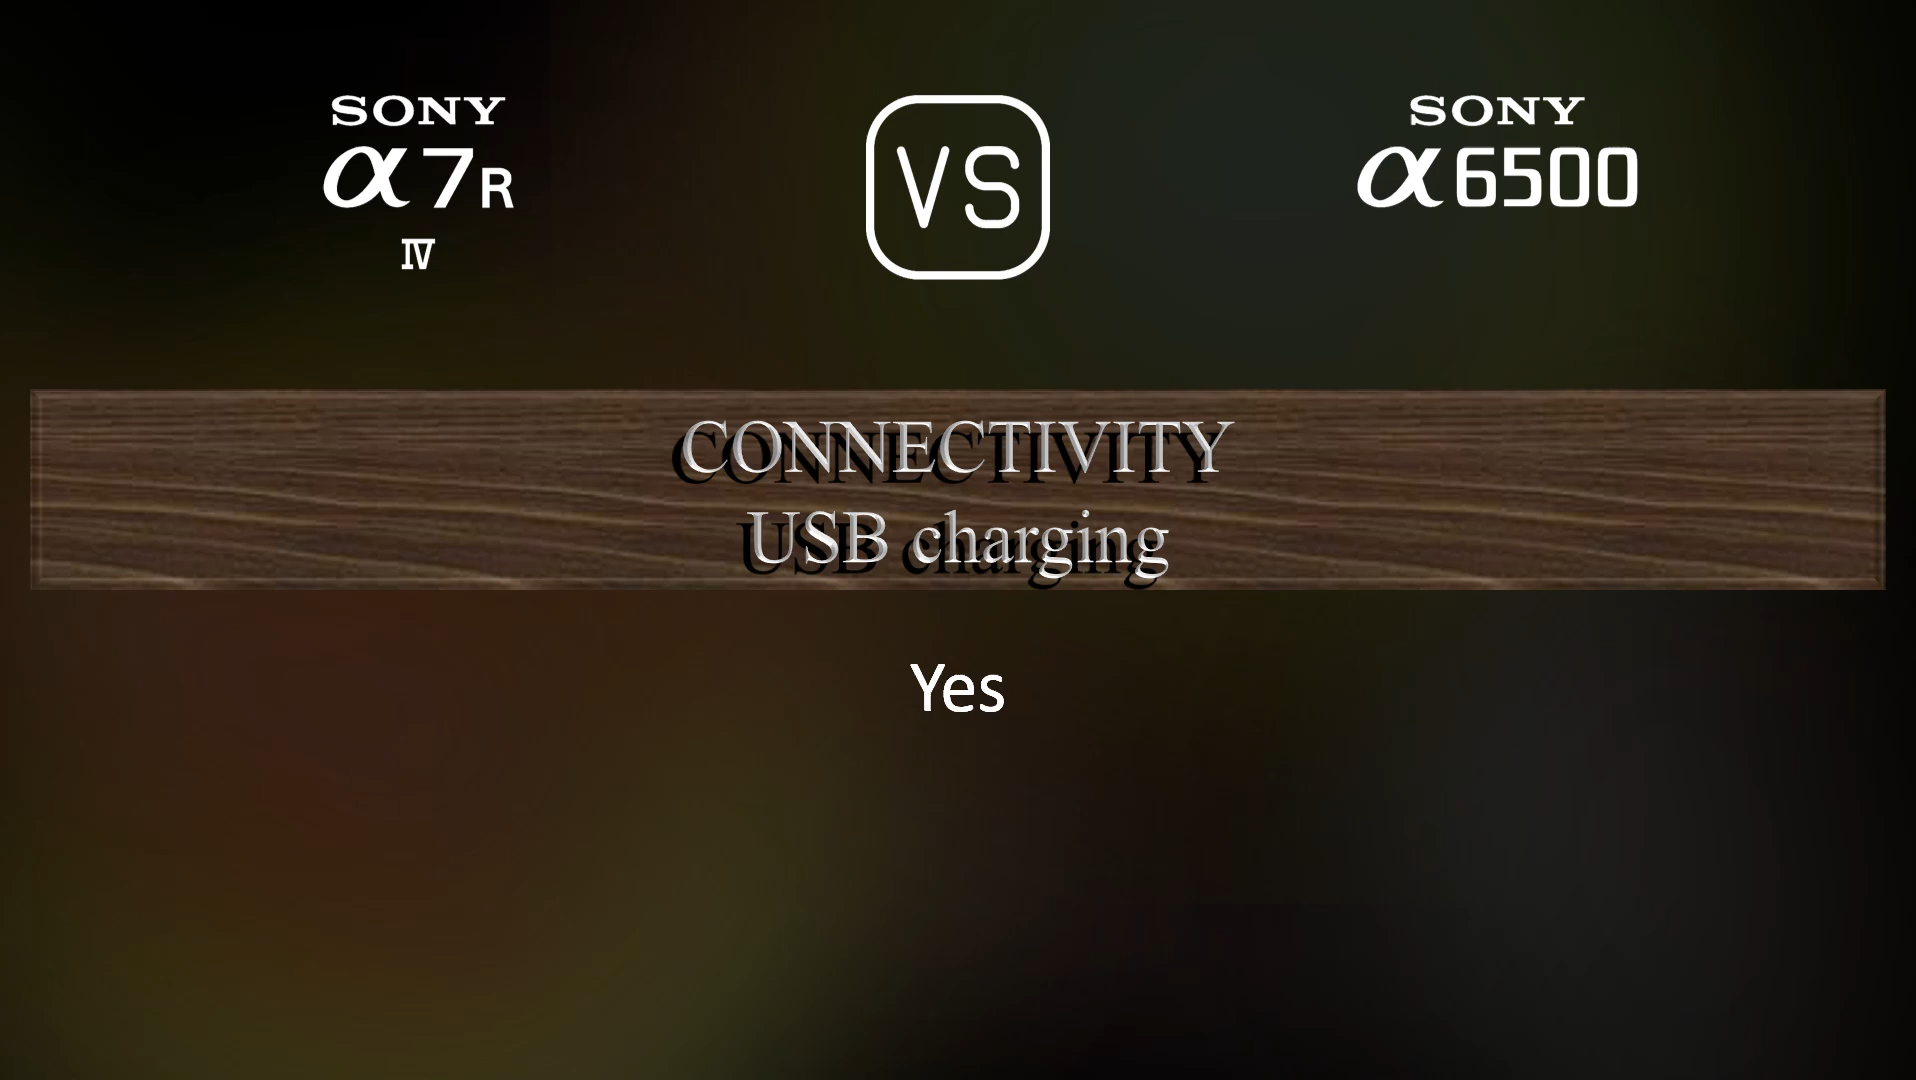 SONY
α7R
IV
VS
SONY
α6500
CONNECTIVITY
USB charging
Yes